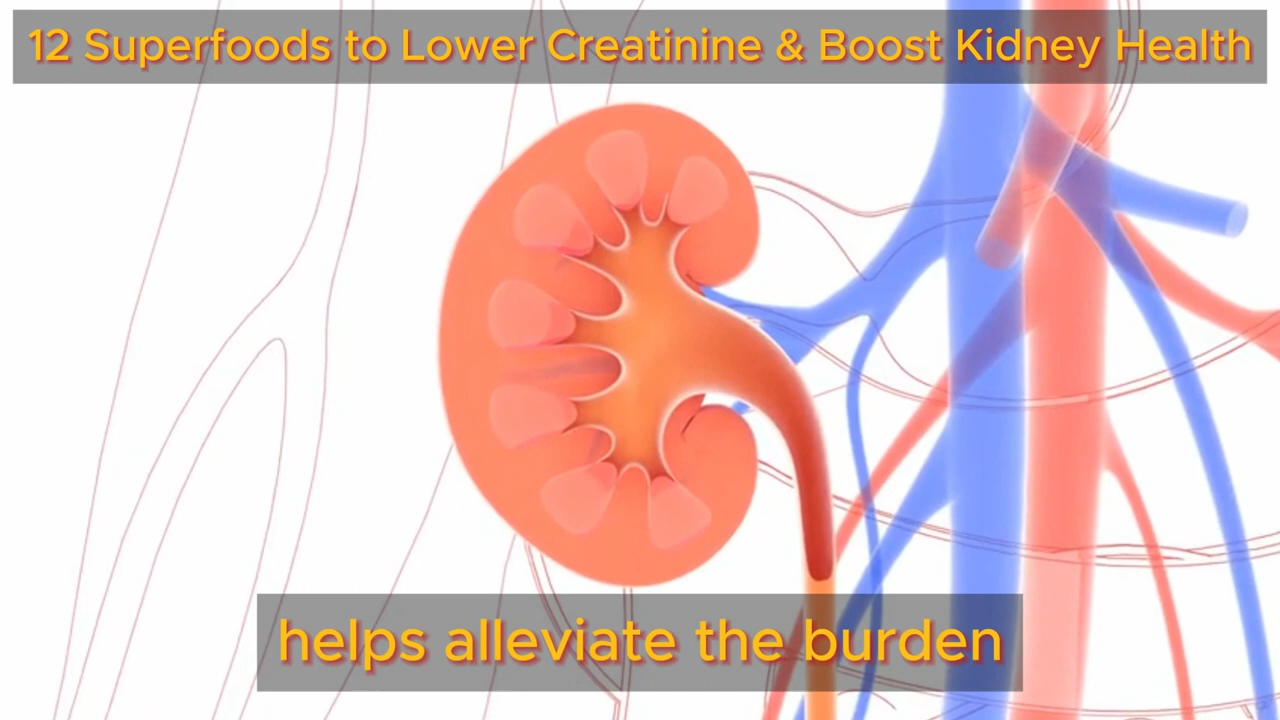 12 Superfoods to Lower Creatinine & Boost Kidney Health
helps alleviate the burden